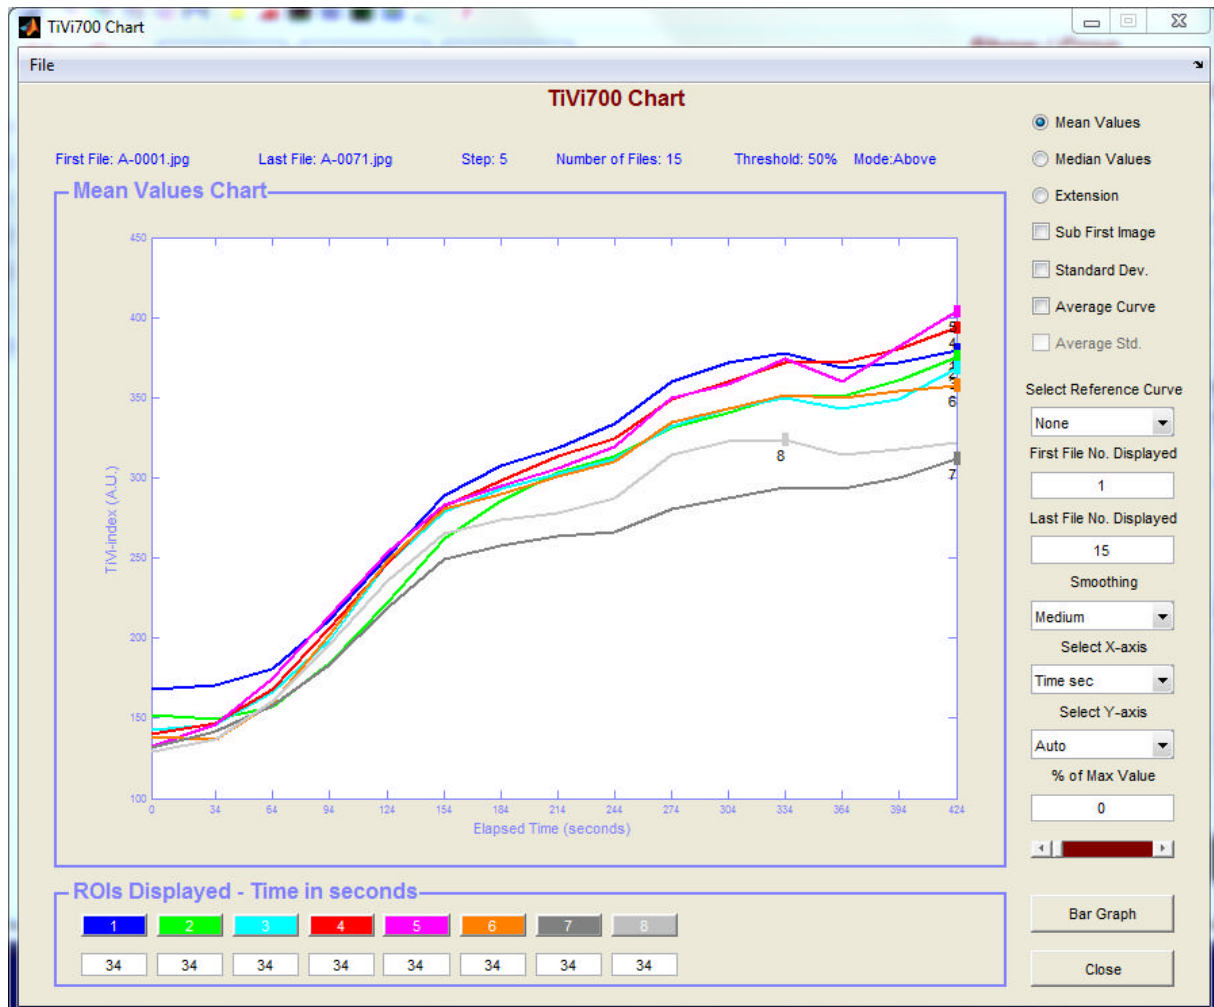 TiVi700 Chart
File
TiVi700 Chart
First File: A-0001.jpg Last File: A-0071.jpg Step: 5 Number of Files: 15 Threshold: 50% Mode:Above
Mean Values Chart
450
400
350
300
250
200
150
100
TiVi-index (A.U.)
5
4
6
8
7
0 34 64 94 124 154 184 214 244 274 304 334 364 394 424
Elapsed Time (seconds)
Mean Values
Median Values
Extension
Sub First Image
Standard Dev.
Average Curve
Average Std.
Select Reference Curve
None
First File No. Displayed
1
Last File No. Displayed
15
Smoothing
Medium
Select X-axis
Time sec
Select Y-axis
Auto
% of Max Value
0
Bar Graph
Close
ROIs Displayed - Time in seconds
1 2 3 4 5 6 7 8
34 34 34 34 34 34 34 34